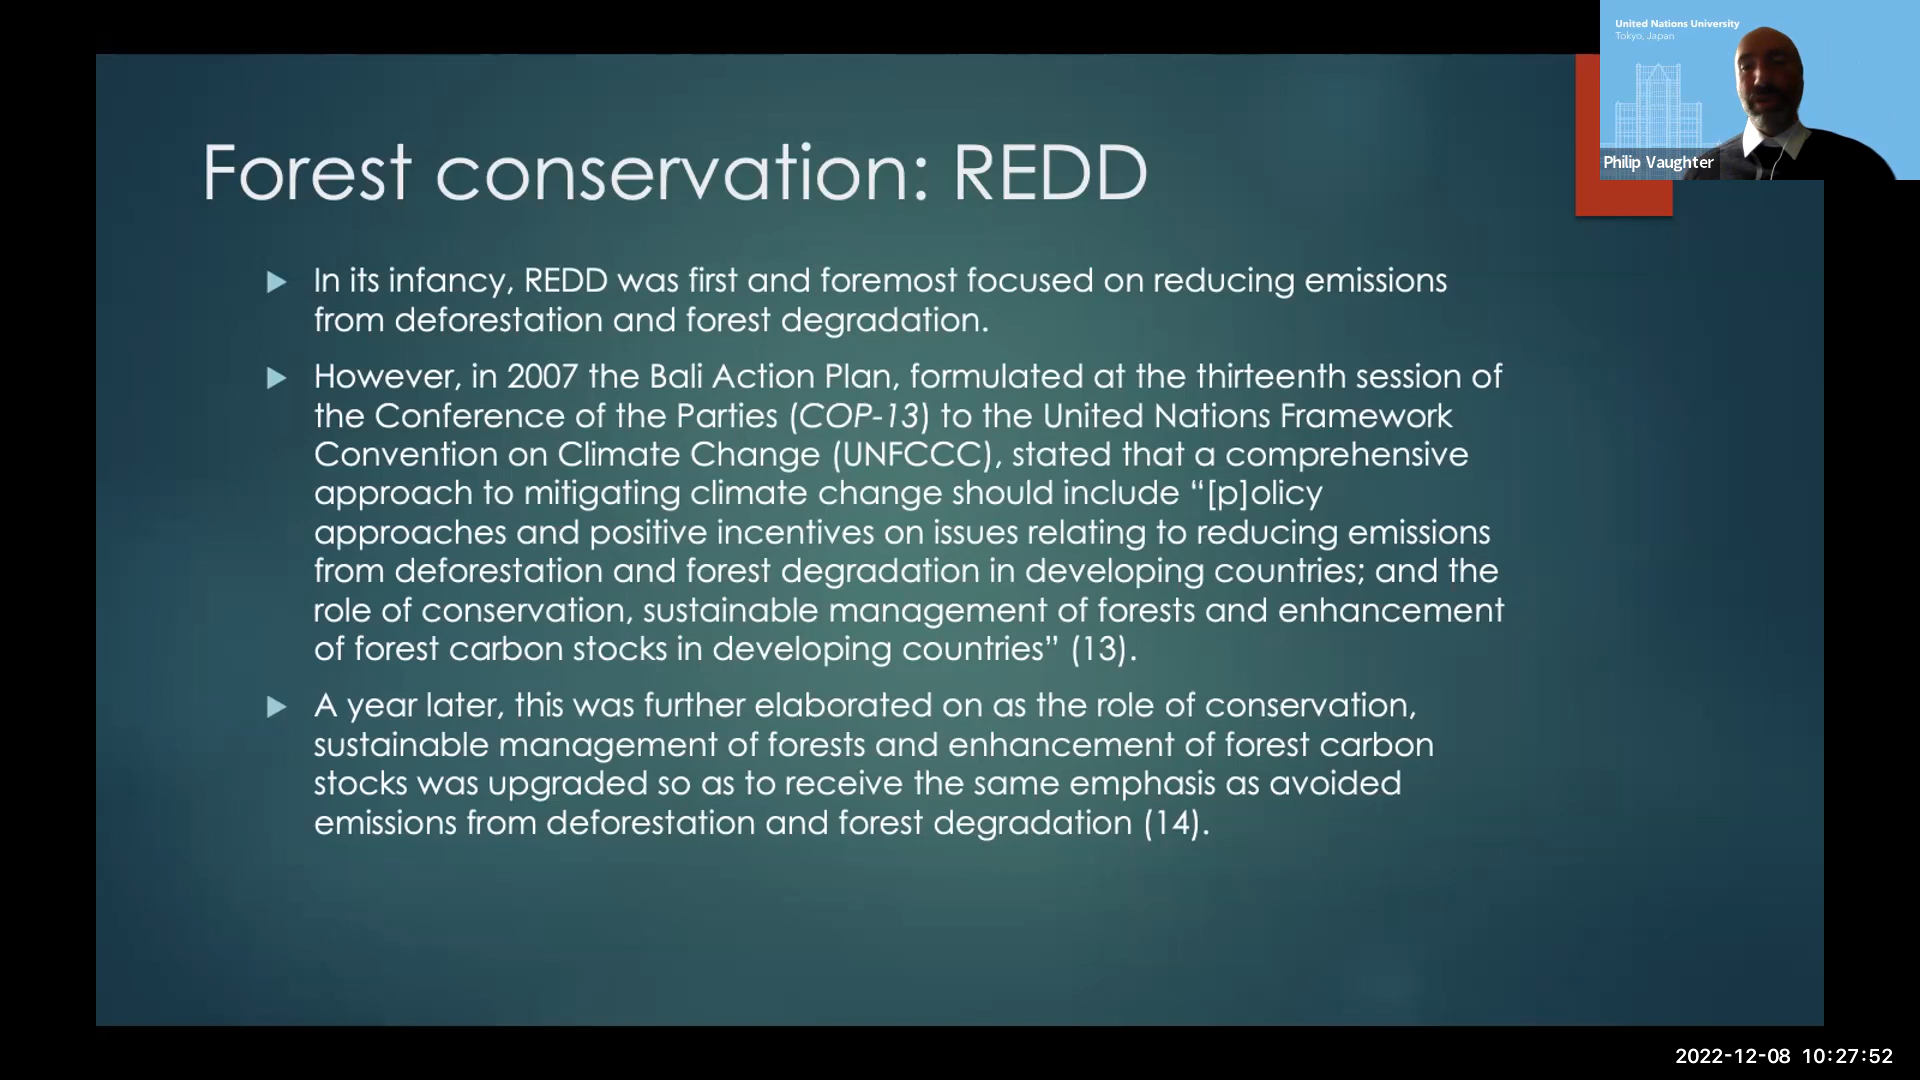 United Nations University
Tokyo, Japan
Philip Vaughter
Forest conservation: REDD
In its infancy, REDD was first and foremost focused on reducing emissions
from deforestation and forest degradation.
However, in 2007 the Bali Action Plan, formulated at the thirteenth session of
the Conference of the Parties (COP-13) to the United Nations Framework
Convention on Climate Change (UNFCCC), stated that a comprehensive
approach to mitigating climate change should include “[p]olicy
approaches and positive incentives on issues relating to reducing emissions
from deforestation and forest degradation in developing countries; and the
role of conservation, sustainable management of forests and enhancement
of forest carbon stocks in developing countries” (13).
A year later, this was further elaborated on as the role of conservation,
sustainable management of forests and enhancement of forest carbon
stocks was upgraded so as to receive the same emphasis as avoided
emissions from deforestation and forest degradation (14).
2022-12-08 10:27:52